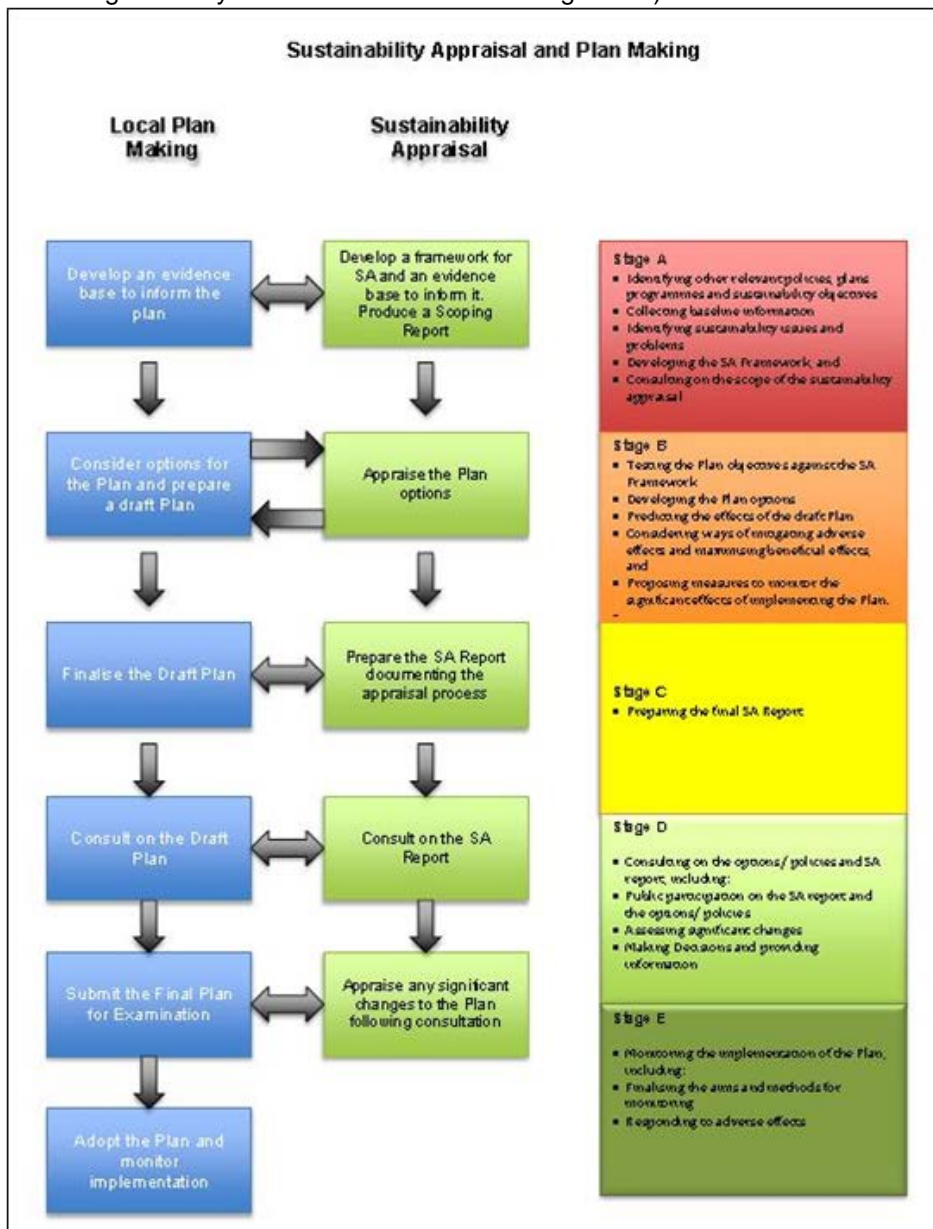 Sustainability Appraisal and Plan Making
Local Plan
Making
Sustainability
Appraisal
Develop an evidence
base to inform the
plan
Develop a framework for
SA and an evidence
base to inform it.
Produce a Scoping
Report
Consider options for
the Plan and prepare
a draft Plan
Appraise the Plan
options
Finalise the Draft Plan
Prepare the SA Report
documenting the
appraisal process
Consult on the Draft
Plan
Consult on the SA
Report
Submit the Final Plan
for Examination
Appraise any significant
changes to the Plan
following consultation
Adopt the Plan and
monitor
implementation
Stage A
• Identifying other relevant policies, plans
programmes and sustainability objectives
• Collecting baseline information
• Identifying sustainability issues and
problems
• Developing the SA Framework, and
• Consulting on the scope of the sustainability
appraisal
Stage B
• Testing the Plan objectives against the SA
Framework
• Developing the Plan options
• Predicting the effects of the draft Plan
• Considering ways of mitigating adverse
effects and maximising beneficial effects,
and
• Proposing measures to monitor the
significant effects of implementing the Plan.
Stage C
• Preparing the final SA Report
Stage D
• Consulting on the options/ policies and SA
report, including:
• Public participation on the SA report and
the options/ policies
• Assessing significant changes
• Making Decisions and providing
information
Stage E
• Monitoring the implementation of the Plan,
including:
• Finalising the aims and methods for
monitoring
• Responding to adverse effects